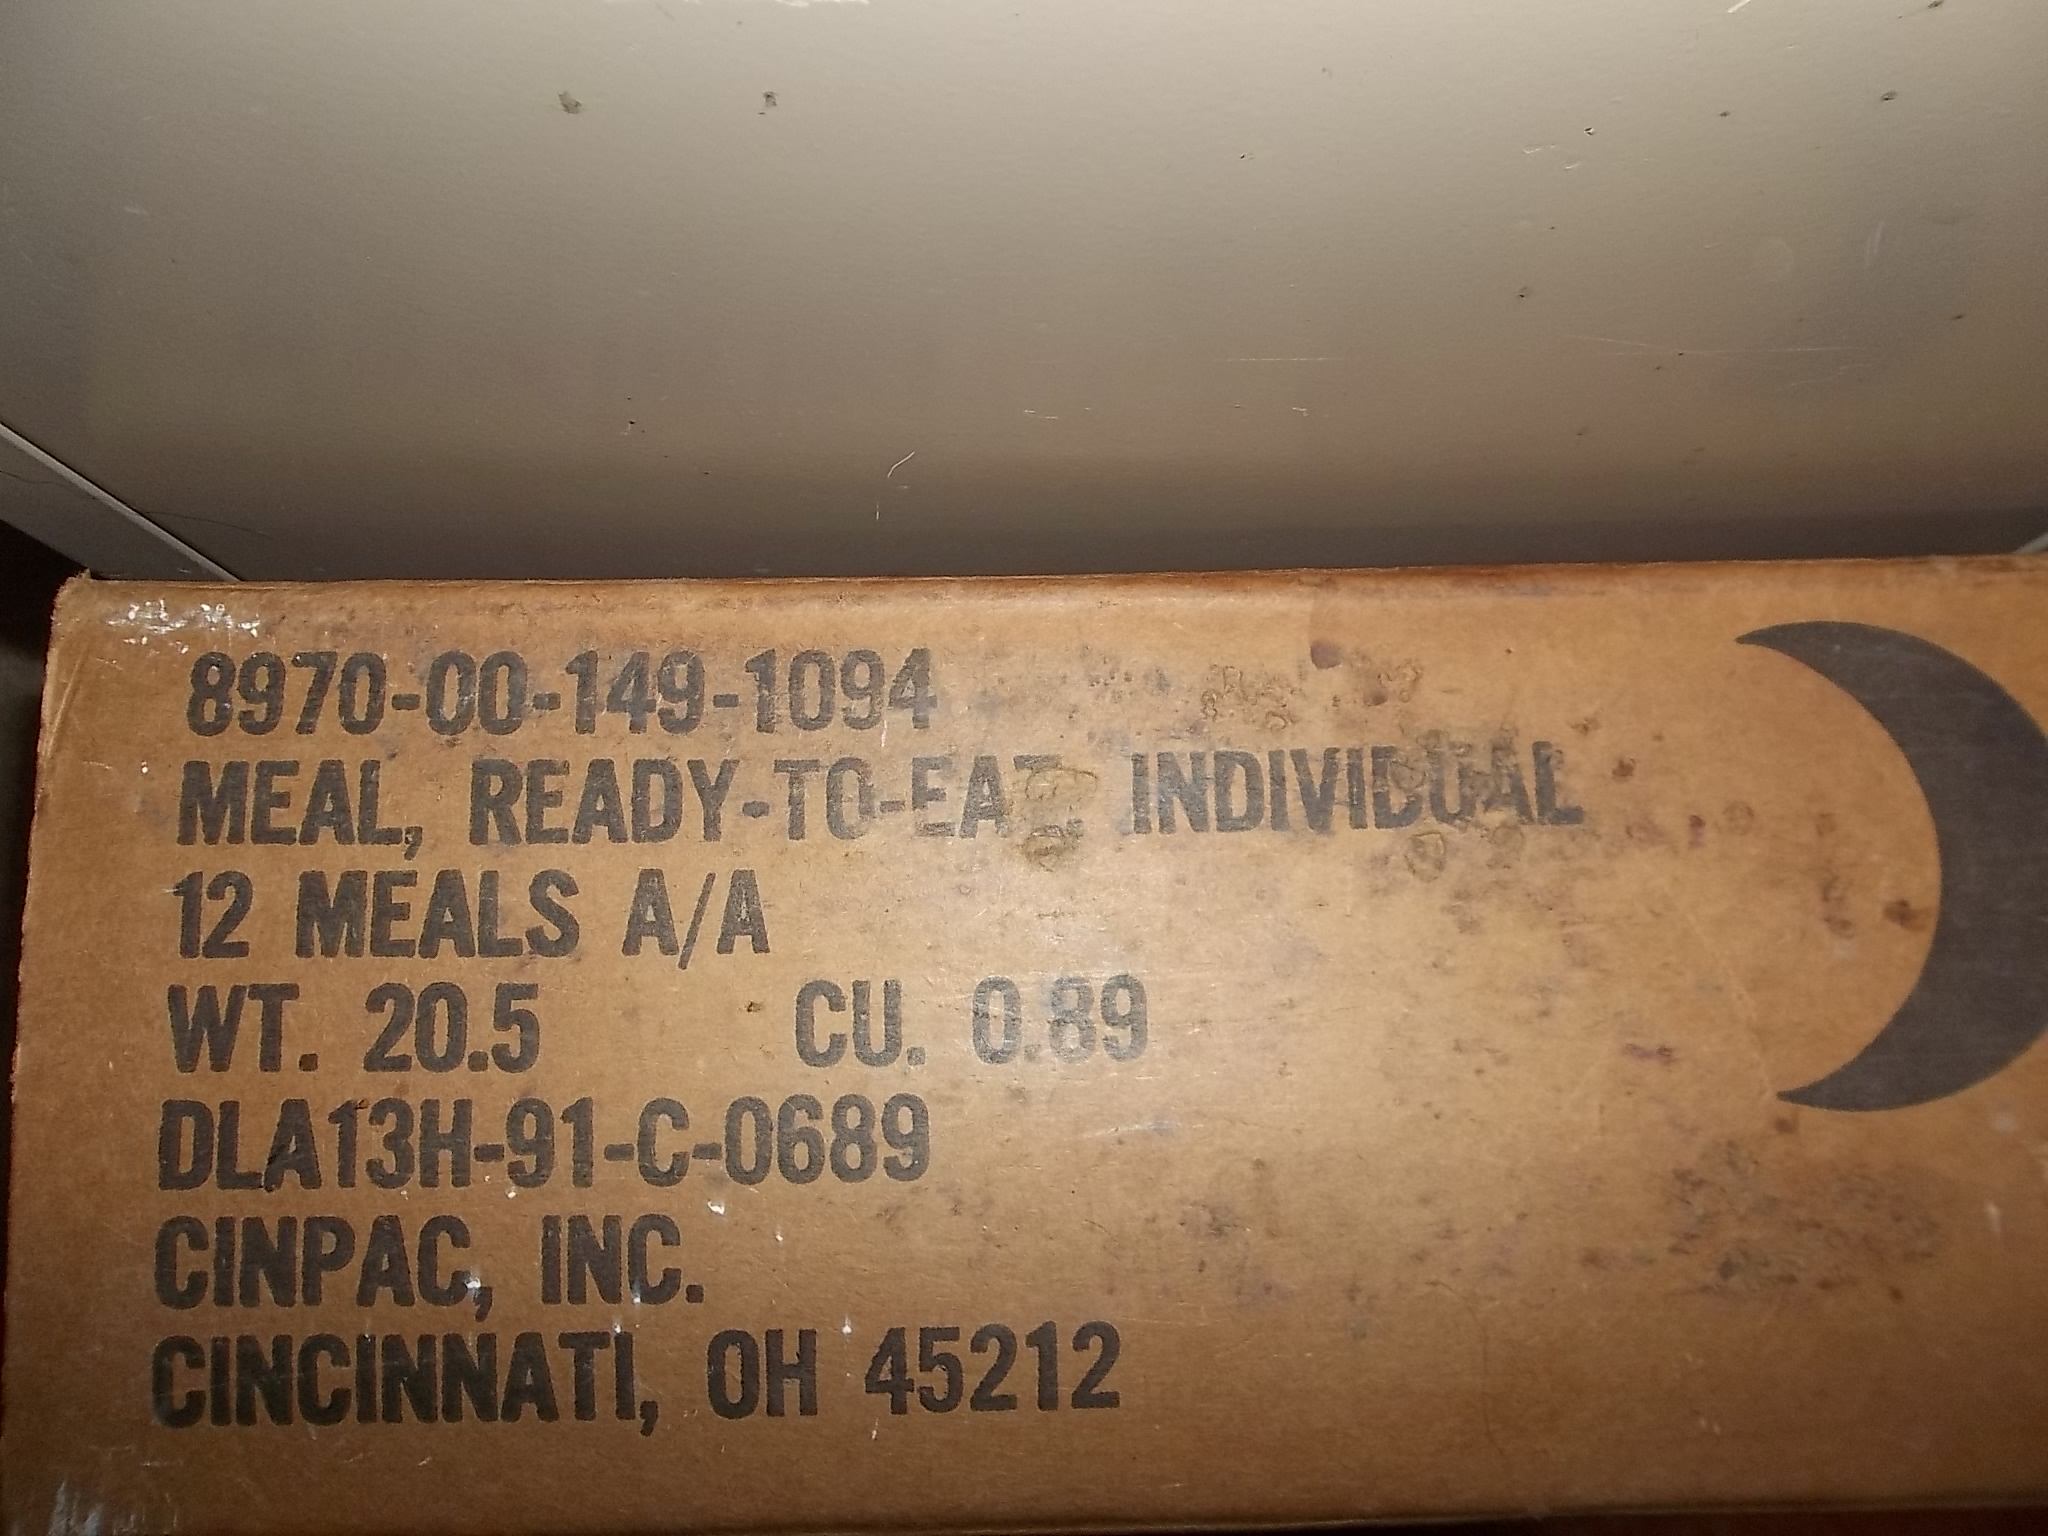 8970-00-149-1094
MEAL, READY-TO-EAT, INDIVIDUAL
12 MEALS A/A
WT. 20.5 CU. 0.89
DLA13H-91-C-0689
CINPAC, INC.
CINCINNATI, OH 45212